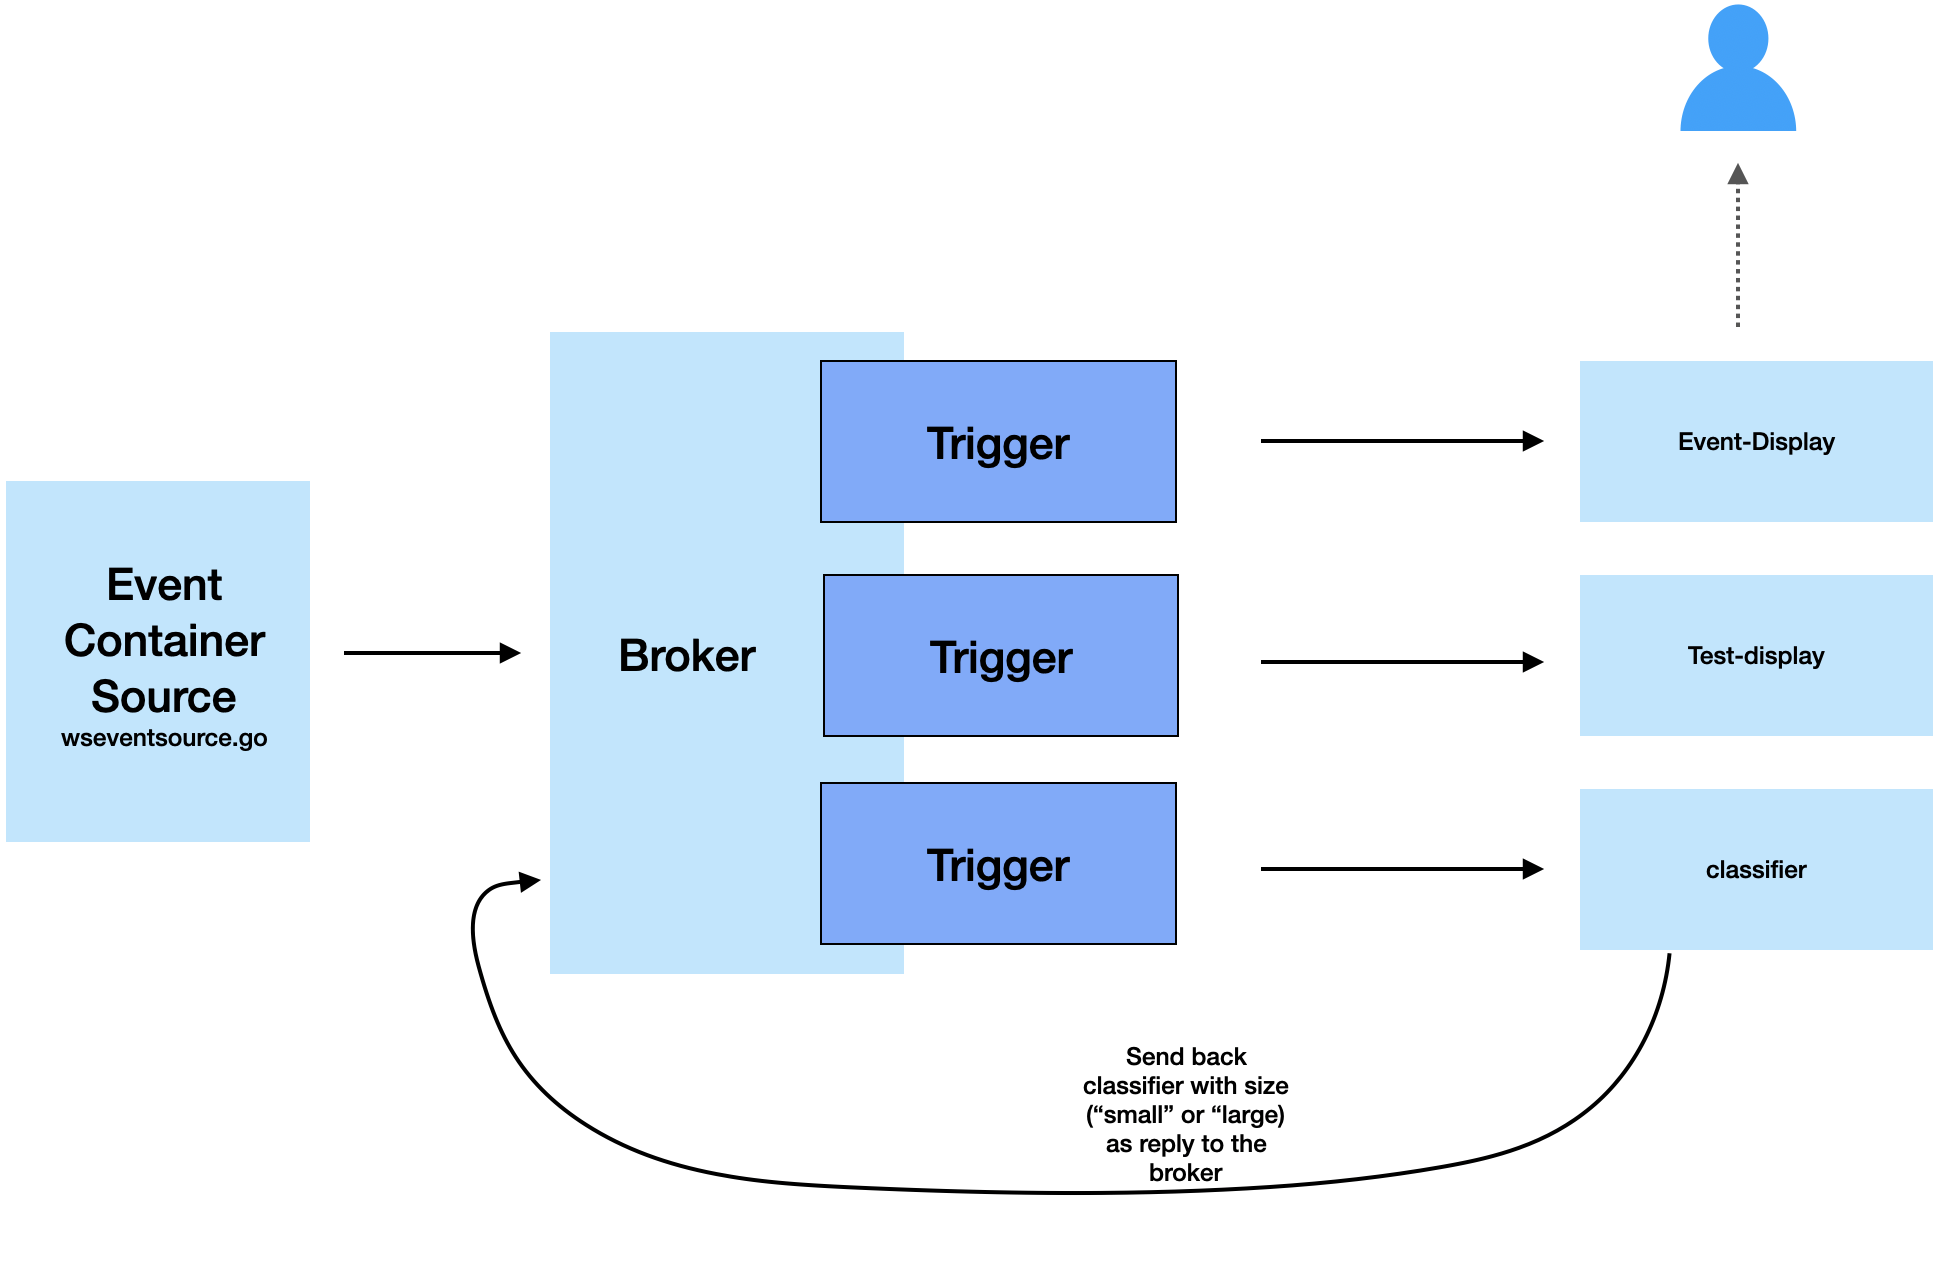 Event
Container
Source
wseventsource.go
Broker
Trigger
Trigger
Trigger
Event-Display
Test-display
classifier
Send back
classifier with size
(“small” or “large)
as reply to the
broker